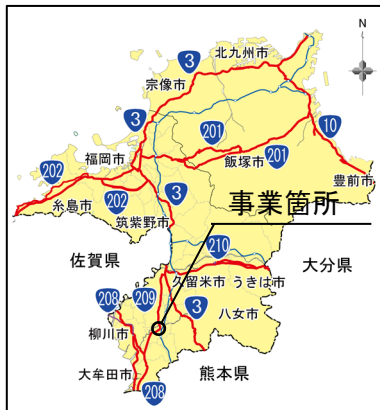 N
北九州市
3
宗像市
3
201
10
福岡市
飯塚市
201
202
豊前市
糸島市
202
3
筑紫野市
事業箇所
佐賀県
210
大分県
久留米市
うきは市
208
209
3
八女市
柳川市
大牟田市
熊本県
208